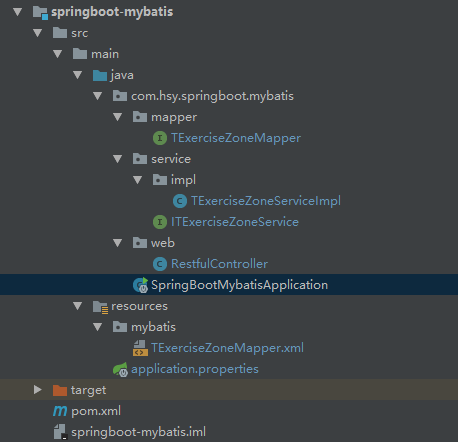 springboot-mybatis
src
main
java
com.hsy.springboot.mybatis
mapper
TExerciseZoneMapper
service
impl
TExerciseZoneServiceImpl
ITExerciseZoneService
web
RestfulController
SpringBootMybatisApplication
resources
mybatis
TExerciseZoneMapper.xml
application.properties
target
pom.xml
springboot-mybatis.iml